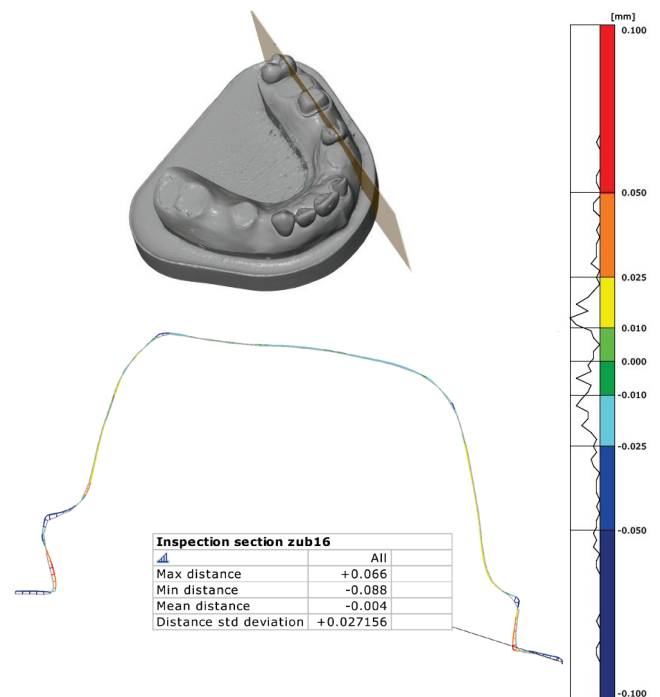 [mm]
0.100
0.050
0.025
0.010
0.000
-0.010
-0.025
-0.050
-0.100
Inspection section zub16
All
Max distance +0.066
Min distance -0.088
Mean distance -0.004
Distance std deviation +0.027156